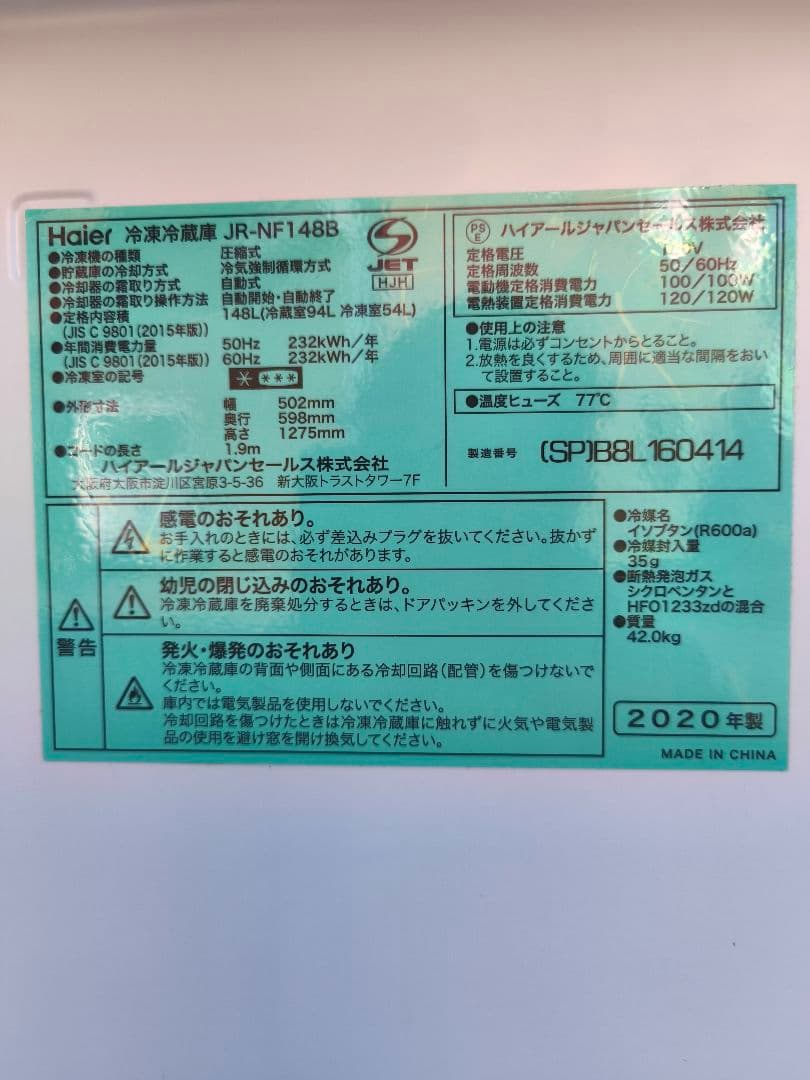 Haier 冷凍冷蔵庫 JR-NF148B
●冷凍機の種類 圧縮式
●貯蔵庫の冷却方式 冷気強制循環方式
●冷却器の霜取り方式 自動式
●冷却器の霜取り操作方法 自動開始・自動終了
●定格内容積 148L(冷蔵室94L 冷凍室54L)
(JIS C 9801(2015年版))
●年間消費電力量 50Hz 232kWh/年
(JIS C 9801(2015年版)) 60Hz 232kWh/年
●冷凍室の記号
●外形寸法 幅 502mm
奥行 598mm
高さ 1275mm
●コードの長さ 1.9m
ハイアールジャパンセールス株式会社
大阪府大阪市淀川区宮原3-5-36 新大阪トラストタワー7F
S
JET
HJH
PSE ハイアールジャパンセールス株式会社
定格電圧
定格周波数 50/60Hz
電動機定格消費電力 100/100W
電熱装置定格消費電力 120/120W
●使用上の注意
1.電源は必ずコンセントからとること。
2.放熱を良くするため、周囲に適当な間隔をおい
て設置すること。
●温度ヒューズ 77℃
製造番号 (SP)B8L160414
警告
感電のおそれあり。
お手入れのときには、必ず差込みプラグを抜いてください。抜かず
に作業すると感電のおそれがあります。
幼児の閉じ込みのおそれあり。
冷凍冷蔵庫を廃棄処分するときは、ドアパッキンを外してくださ
い。
発火・爆発のおそれあり
冷凍冷蔵庫の背面や側面にある冷却回路(配管)を傷つけないで
ください。
庫内では電気製品を使用しないでください。
冷却回路を傷つけたときは冷凍冷蔵庫に触れずに火気や電気製
品の使用を避け窓を開け換気してください。
●冷媒名
イソブタン(R600a)
●冷媒封入量
35g
●断熱発泡ガス
シクロペンタンと
HFO1233zdの混合
●質量
42.0kg
2020年製
MADE IN CHINA